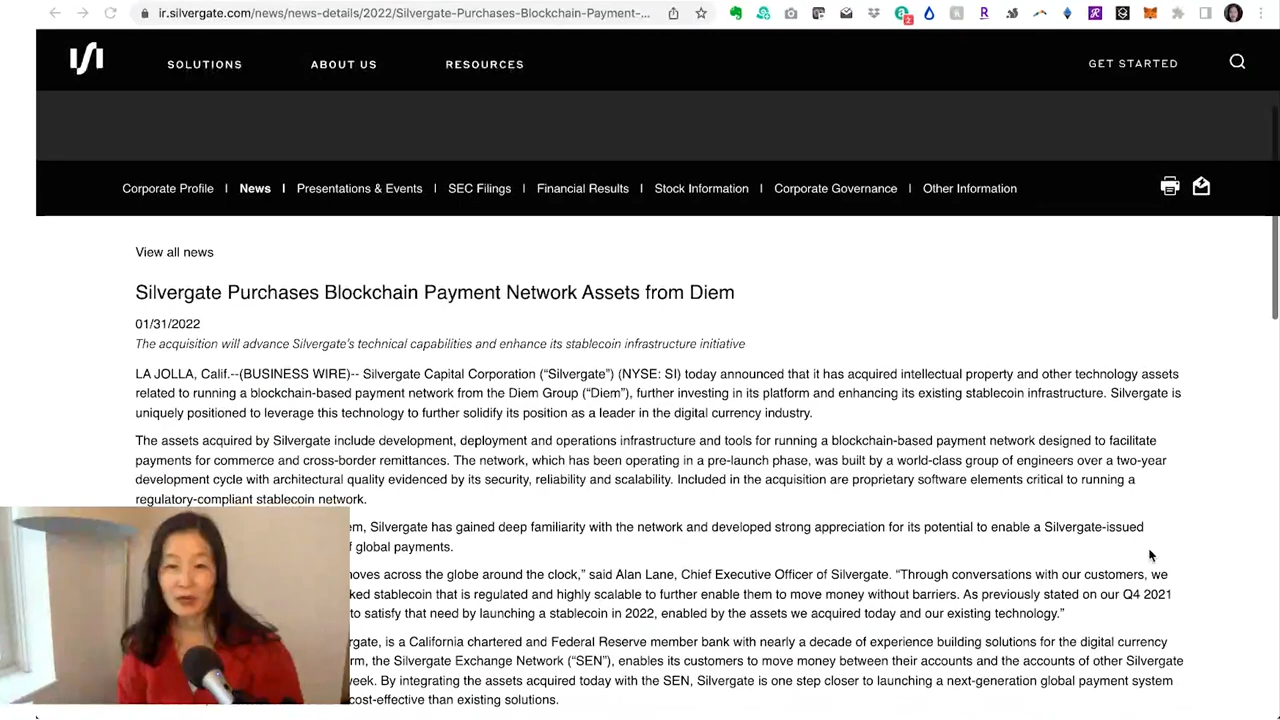 ir.silvergate.com/news/news-details/2022/Silvergate-Purchases-Blockchain-Payment-...
2
SOLUTIONS
ABOUT US
RESOURCES
GET STARTED
Corporate Profile | News | Presentations & Events | SEC Filings | Financial Results | Stock Information | Corporate Governance | Other Information
View all news
Silvergate Purchases Blockchain Payment Network Assets from Diem
01/31/2022
The acquisition will advance Silvergate's technical capabilities and enhance its stablecoin infrastructure initiative
LA JOLLA, Calif.--(BUSINESS WIRE)-- Silvergate Capital Corporation (“Silvergate”) (NYSE: SI) today announced that it has acquired intellectual property and other technology assets
related to running a blockchain-based payment network from the Diem Group (“Diem”), further investing in its platform and enhancing its existing stablecoin infrastructure. Silvergate is
uniquely positioned to leverage this technology to further solidify its position as a leader in the digital currency industry.
The assets acquired by Silvergate include development, deployment and operations infrastructure and tools for running a blockchain-based payment network designed to facilitate
payments for commerce and cross-border remittances. The network, which has been operating in a pre-launch phase, was built by a world-class group of engineers over a two-year
development cycle with architectural quality evidenced by its security, reliability and scalability. Included in the acquisition are proprietary software elements critical to running a
regulatory-compliant stablecoin network.
em, Silvergate has gained deep familiarity with the network and developed strong appreciation for its potential to enable a Silvergate-issued
f global payments.
noves across the globe around the clock,” said Alan Lane, Chief Executive Officer of Silvergate. “Through conversations with our customers, we
ked stablecoin that is regulated and highly scalable to further enable them to move money without barriers. As previously stated on our Q4 2021
to satisfy that need by launching a stablecoin in 2022, enabled by the assets we acquired today and our existing technology.”
rgate, is a California chartered and Federal Reserve member bank with nearly a decade of experience building solutions for the digital currency
rm, the Silvergate Exchange Network (“SEN”), enables its customers to move money between their accounts and the accounts of other Silvergate
week. By integrating the assets acquired today with the SEN, Silvergate is one step closer to launching a next-generation global payment system
cost-effective than existing solutions.